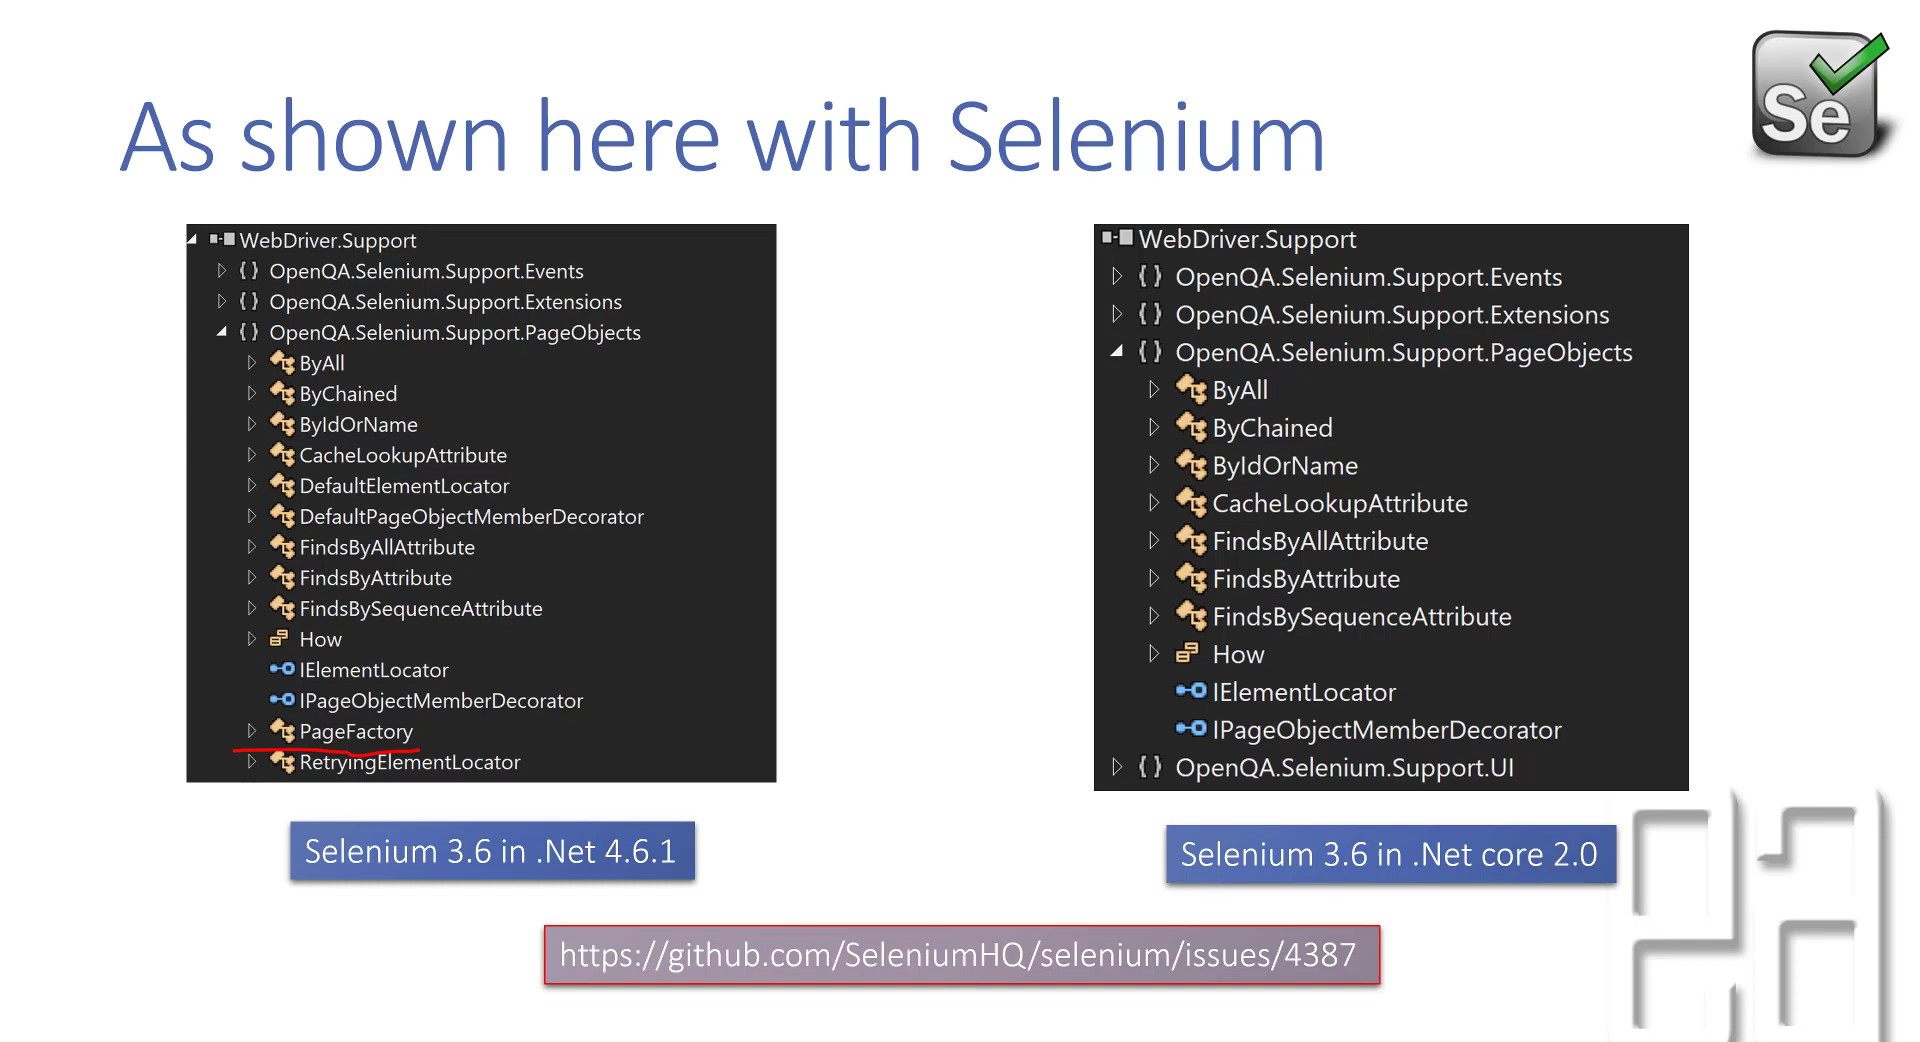 As shown here with Selenium
Se
WebDriver.Support
{ } OpenQA.Selenium.Support.Events
{ } OpenQA.Selenium.Support.Extensions
{ } OpenQA.Selenium.Support.PageObjects
ByAll
ByChained
ByIdOrName
CacheLookupAttribute
DefaultElementLocator
DefaultPageObjectMemberDecorator
FindsByAllAttribute
FindsByAttribute
FindsBySequenceAttribute
How
IElementLocator
IPageObjectMemberDecorator
PageFactory
RetryingElementLocator
Selenium 3.6 in .Net 4.6.1
WebDriver.Support
{ } OpenQA.Selenium.Support.Events
{ } OpenQA.Selenium.Support.Extensions
{ } OpenQA.Selenium.Support.PageObjects
ByAll
ByChained
ByIdOrName
CacheLookupAttribute
FindsByAllAttribute
FindsByAttribute
FindsBySequenceAttribute
How
IElementLocator
IPageObjectMemberDecorator
{ } OpenQA.Selenium.Support.UI
Selenium 3.6 in .Net core 2.0
https://github.com/SeleniumHQ/selenium/issues/4387